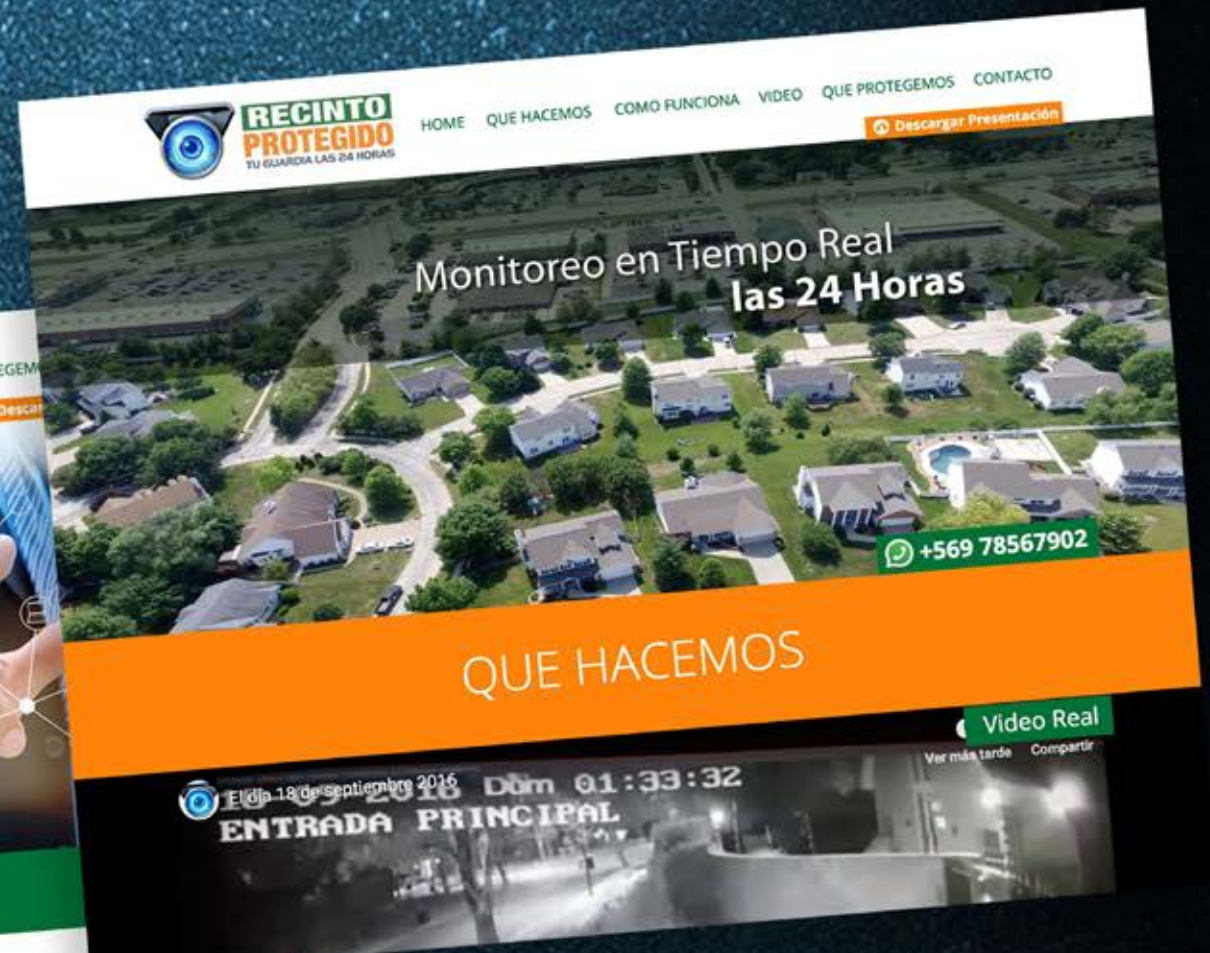 RECINTO
PROTEGIDO
TU GUARDIA LAS 24 HORAS
HOME QUE HACEMOS COMO FUNCIONA VIDEO QUE PROTEGEMOS CONTACTO
Descargar Presentación
Monitoreo en Tiempo Real
las 24 Horas
+569 78567902
QUE HACEMOS
Video Real
Ver más tarde Compartir
El día 18 de septiembre 2016
2016 Dom 01:33:32
ENTRADA PRINCIPAL